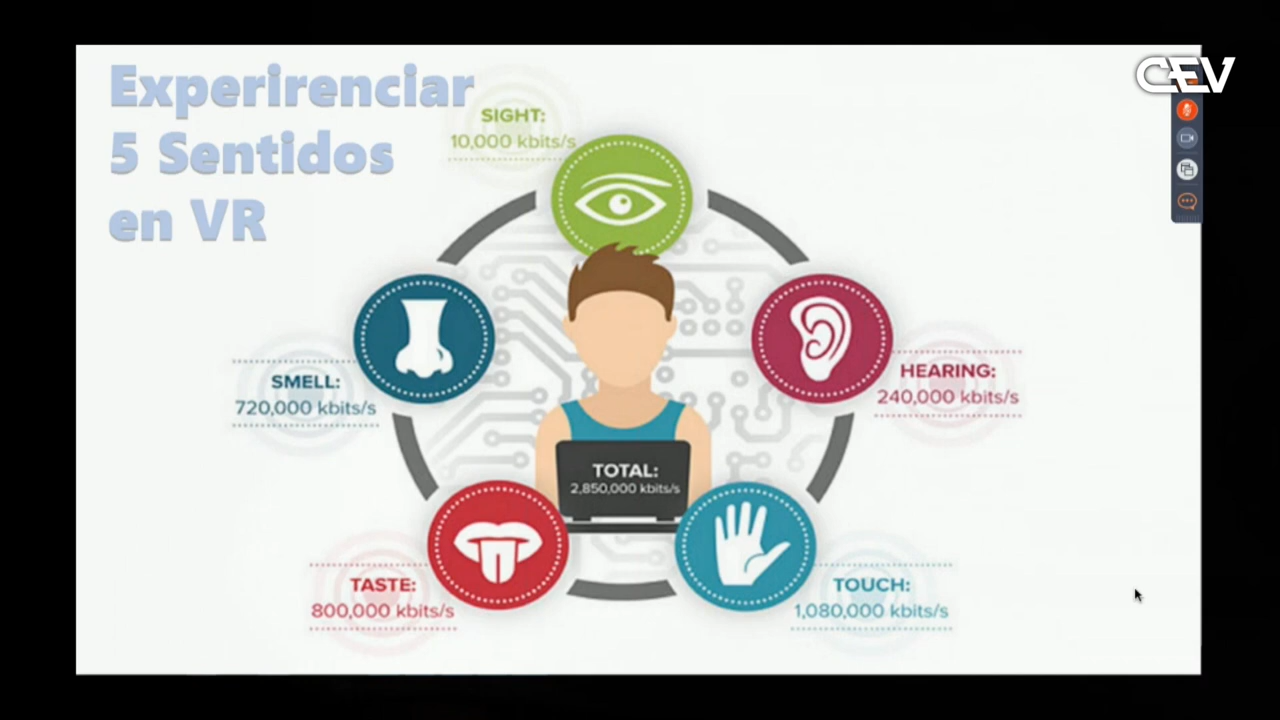 Experirenciar
5 Sentidos
en VR
CEV
SIGHT:
10,000 kbits/s
SMELL:
720,000 kbits/s
HEARING:
240,000 kbits/s
TOTAL:
2,850,000 kbits/s
TASTE:
800,000 kbits/s
TOUCH:
1,080,000 kbits/s